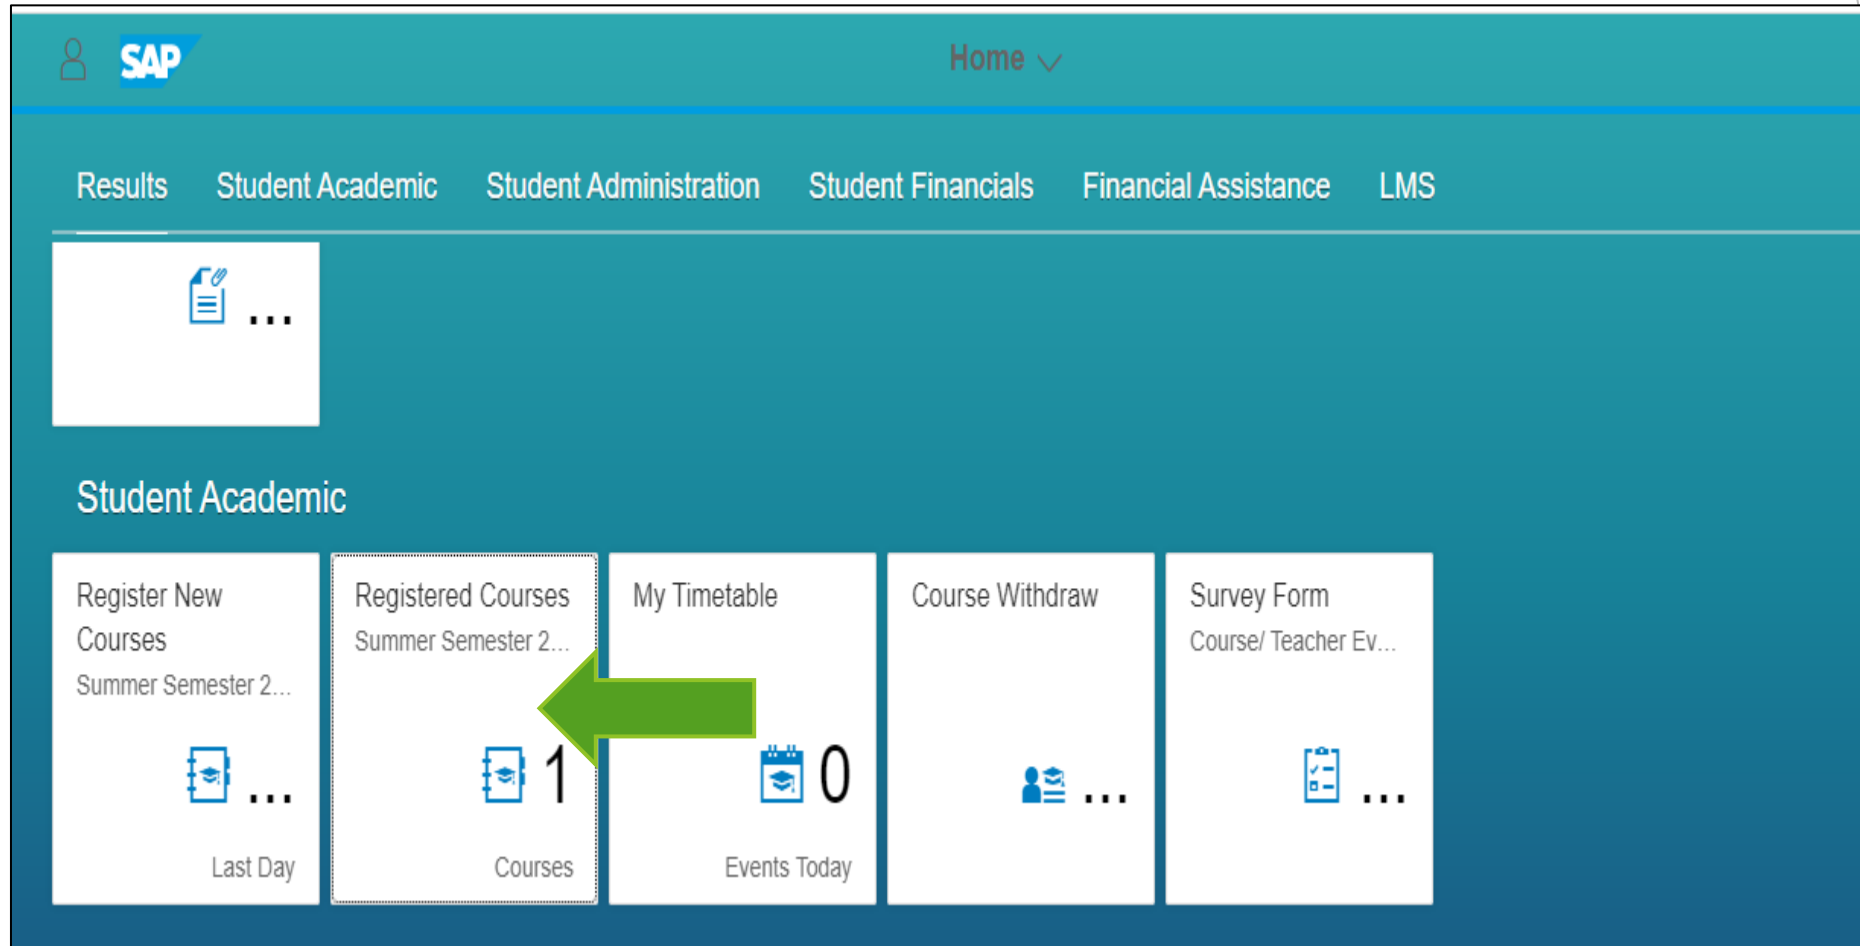 SAP
Home
Results Student Academic Student Administration Student Financials Financial Assistance LMS
...
Student Academic
Register New
Courses
Summer Semester 2...
...
Last Day
Registered Courses
Summer Semester 2...
1
Courses
My Timetable
0
Events Today
Course Withdraw
...
Survey Form
Course/ Teacher Ev...
...